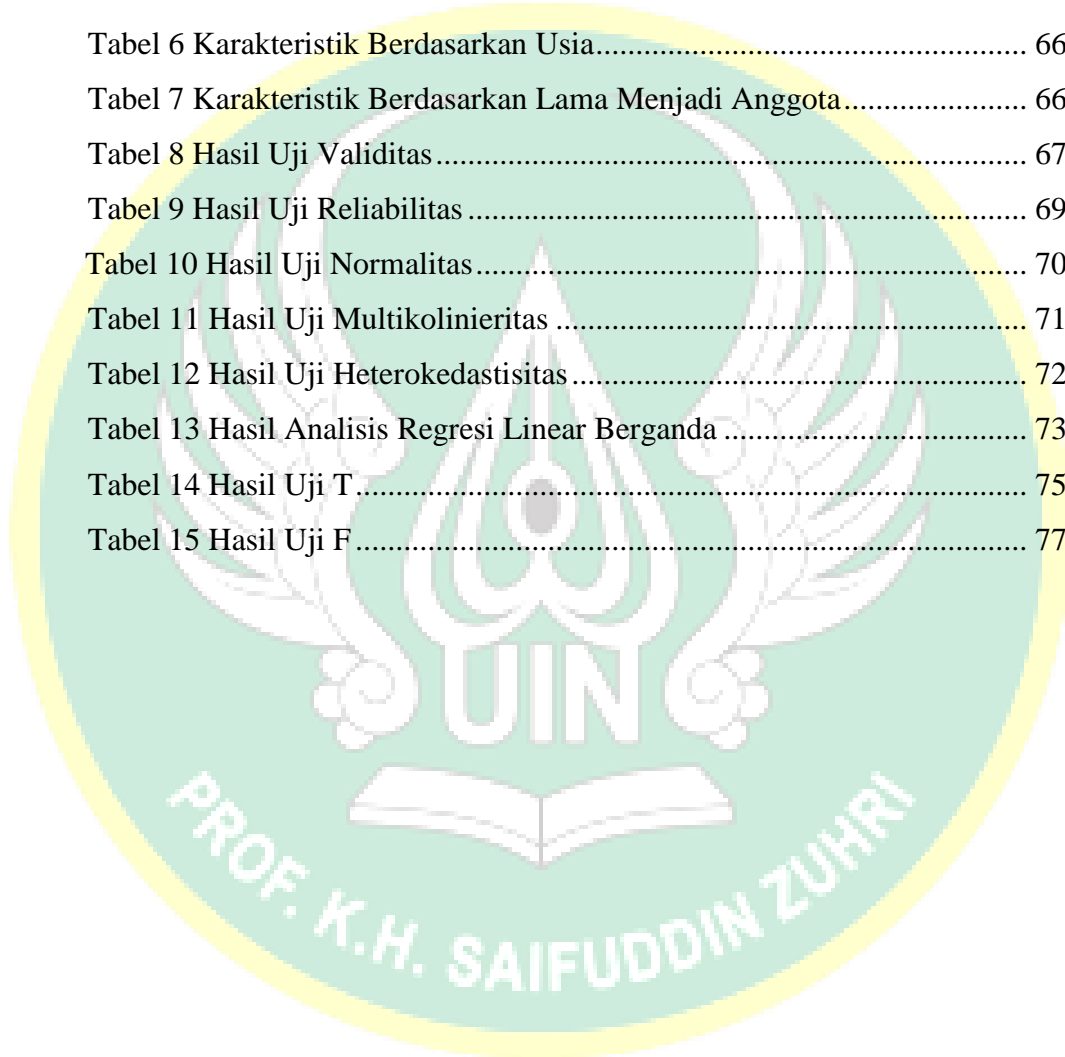 Tabel 6 Karakteristik Berdasarkan Usia.................................................. 66
Tabel 7 Karakteristik Berdasarkan Lama Menjadi Anggota.................... 66
Tabel 8 Hasil Uji Validitas..................................................................... 67
Tabel 9 Hasil Uji Reliabilitas................................................................. 69
Tabel 10 Hasil Uji Normalitas................................................................ 70
Tabel 11 Hasil Uji Multikolinieritas....................................................... 71
Tabel 12 Hasil Uji Heterokedastisitas..................................................... 72
Tabel 13 Hasil Analisis Regresi Linear Berganda................................... 73
Tabel 14 Hasil Uji T............................................................................... 75
Tabel 15 Hasil Uji F............................................................................... 77
UIN
PROF. K.H. SAIFUDDIN ZUHRI